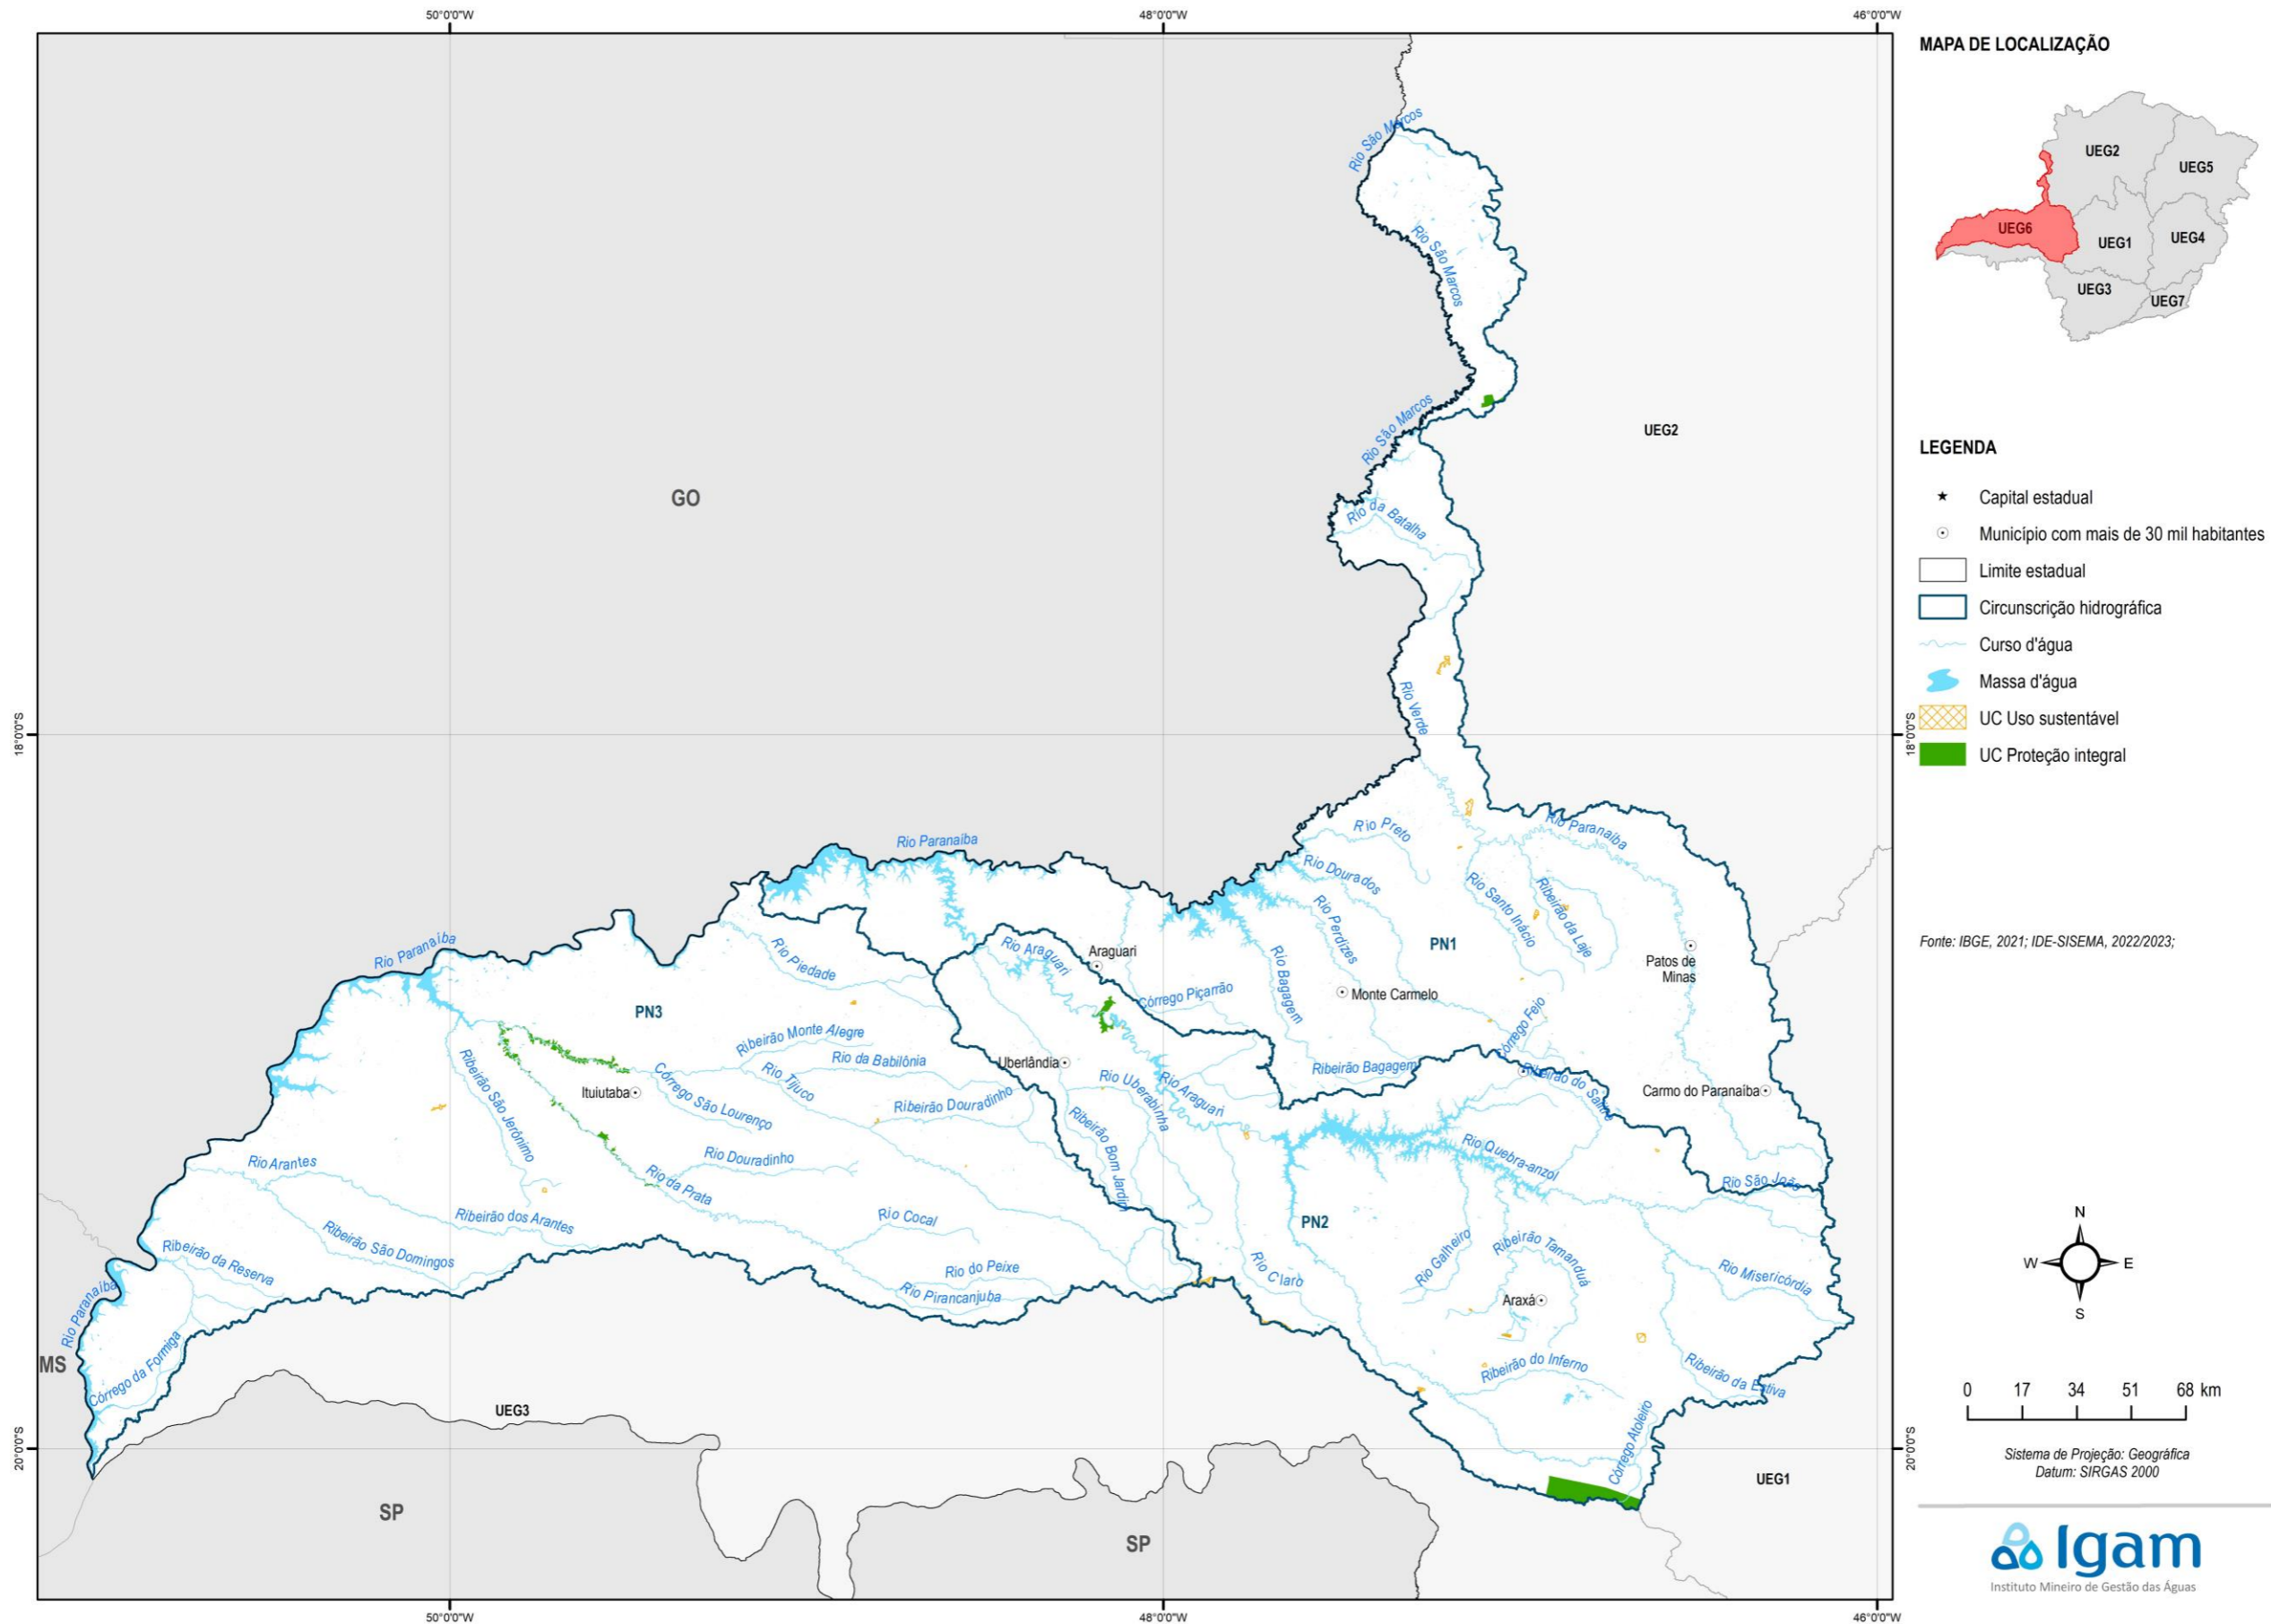 50°0'0"W
48°0'0"W
46°0'0"W
MAPA DE LOCALIZAÇÃO
UEG2
UEG5
UEG6
UEG1
UEG4
UEG3
UEG7
LEGENDA
Capital estadual
Município com mais de 30 mil habitantes
Limite estadual
Circunscrição hidrográfica
Curso d'água
Massa d'água
UC Uso sustentável
UC Proteção integral
Fonte: IBGE, 2021; IDE-SISEMA, 2022/2023;
N
W
E
S
0 17 34 51 68 km
Sistema de Projeção: Geográfica
Datum: SIRGAS 2000
Igam
Instituto Mineiro de Gestão das Águas
Rio São Marcos
Rio São Marcos
Rio São Marcos
UEG2
GO
Rio da Batalha
Rio Verde
18°0'0"S
18°0'0"S
Rio Paranaíba
Rio Preto
Rio Paranaíba
Rio Dourados
Rio Santo Inácio
Ribeirão da Laje
Rio Perdizes
PN1
Rio Paranaíba
Rio Piedade
Rio Araguari
Araguari
Rio Bagagem
Patos de
Minas
Córrego Piçarrão
Monte Carmelo
PN3
Córrego Feio
Ribeirão Monte Alegre
Rio da Babilônia
Uberlândia
Ribeirão Bagagem
Ribeirão São Jerônimo
Rio Tijuco
Rio Uberabinha
Rio Araguari
Ribeirão do Salitre
Ituiutaba
Córrego São Lourenço
Ribeirão Douradinho
Carmo do Paranaíba
Ribeirão Bom Jardim
Rio Quebra-anzol
Rio Arantes
Rio Douradinho
Rio da Prata
Rio São João
Ribeirão dos Arantes
Rio Cocal
PN2
Ribeirão São Domingos
Ribeirão da Reserva
Rio Galheiro
Ribeirão Tamanduá
Rio do Peixe
Rio Claro
Rio Misericórdia
Rio Pirancanjuba
Araxá
Rio Paranaíba
MS
Córrego da Formiga
Ribeirão do Inferno
Ribeirão da Estiva
UEG3
Córrego Atoleiro
20°0'0"S
20°0'0"S
UEG1
SP
SP
50°0'0"W
48°0'0"W
46°0'0"W